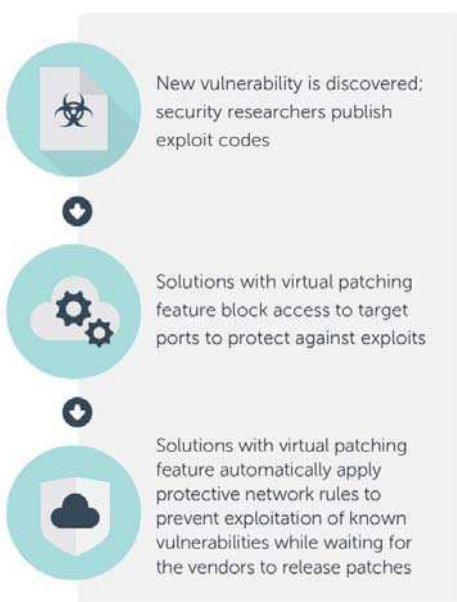 New vulnerability is discovered;
security researchers publish
exploit codes
Solutions with virtual patching
feature block access to target
ports to protect against exploits
Solutions with virtual patching
feature automatically apply
protective network rules to
prevent exploitation of known
vulnerabilities while waiting for
the vendors to release patches